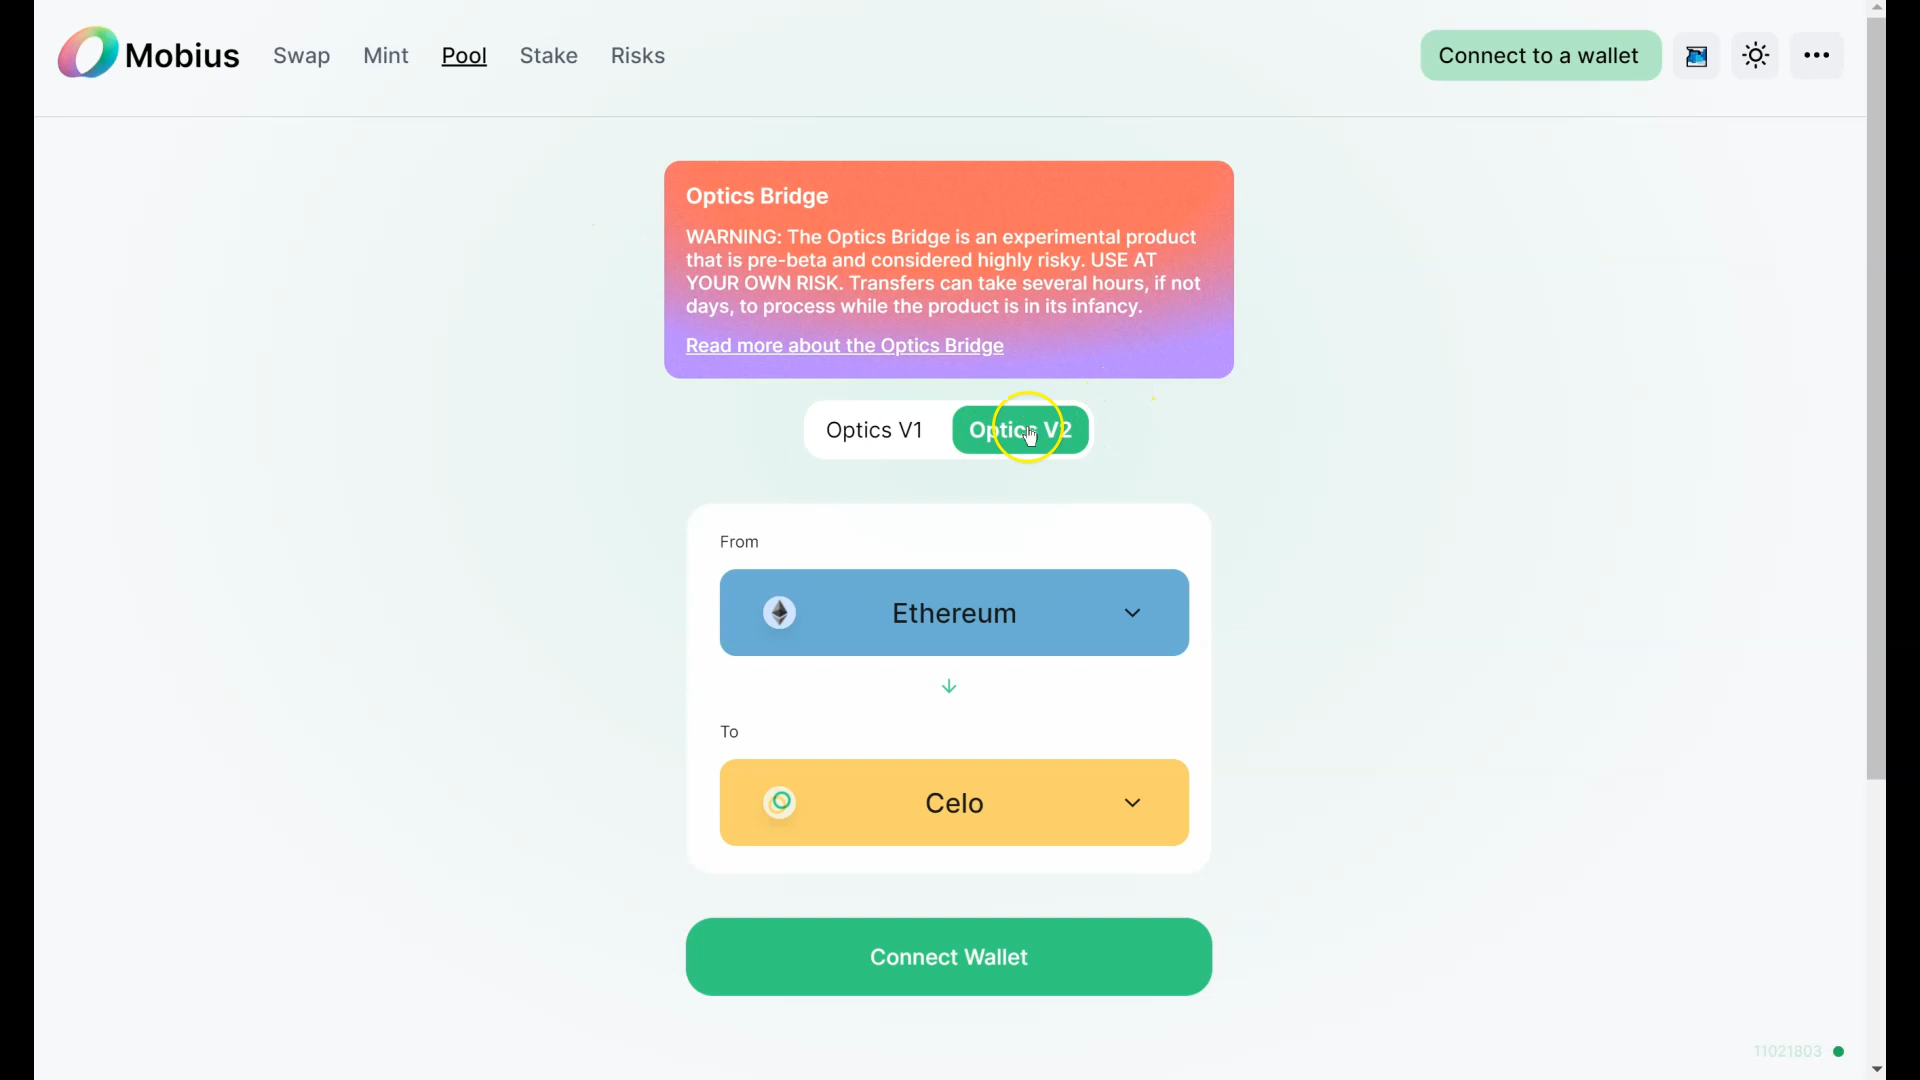 Mobius
Swap
Mint
Pool
Stake
Risks
Connect to a wallet
Optics Bridge
WARNING: The Optics Bridge is an experimental product
that is pre-beta and considered highly risky. USE AT
YOUR OWN RISK. Transfers can take several hours, if not
days, to process while the product is in its infancy.
Read more about the Optics Bridge
Optics V1
Optics V2
From
Ethereum
To
Celo
Connect Wallet
11021803